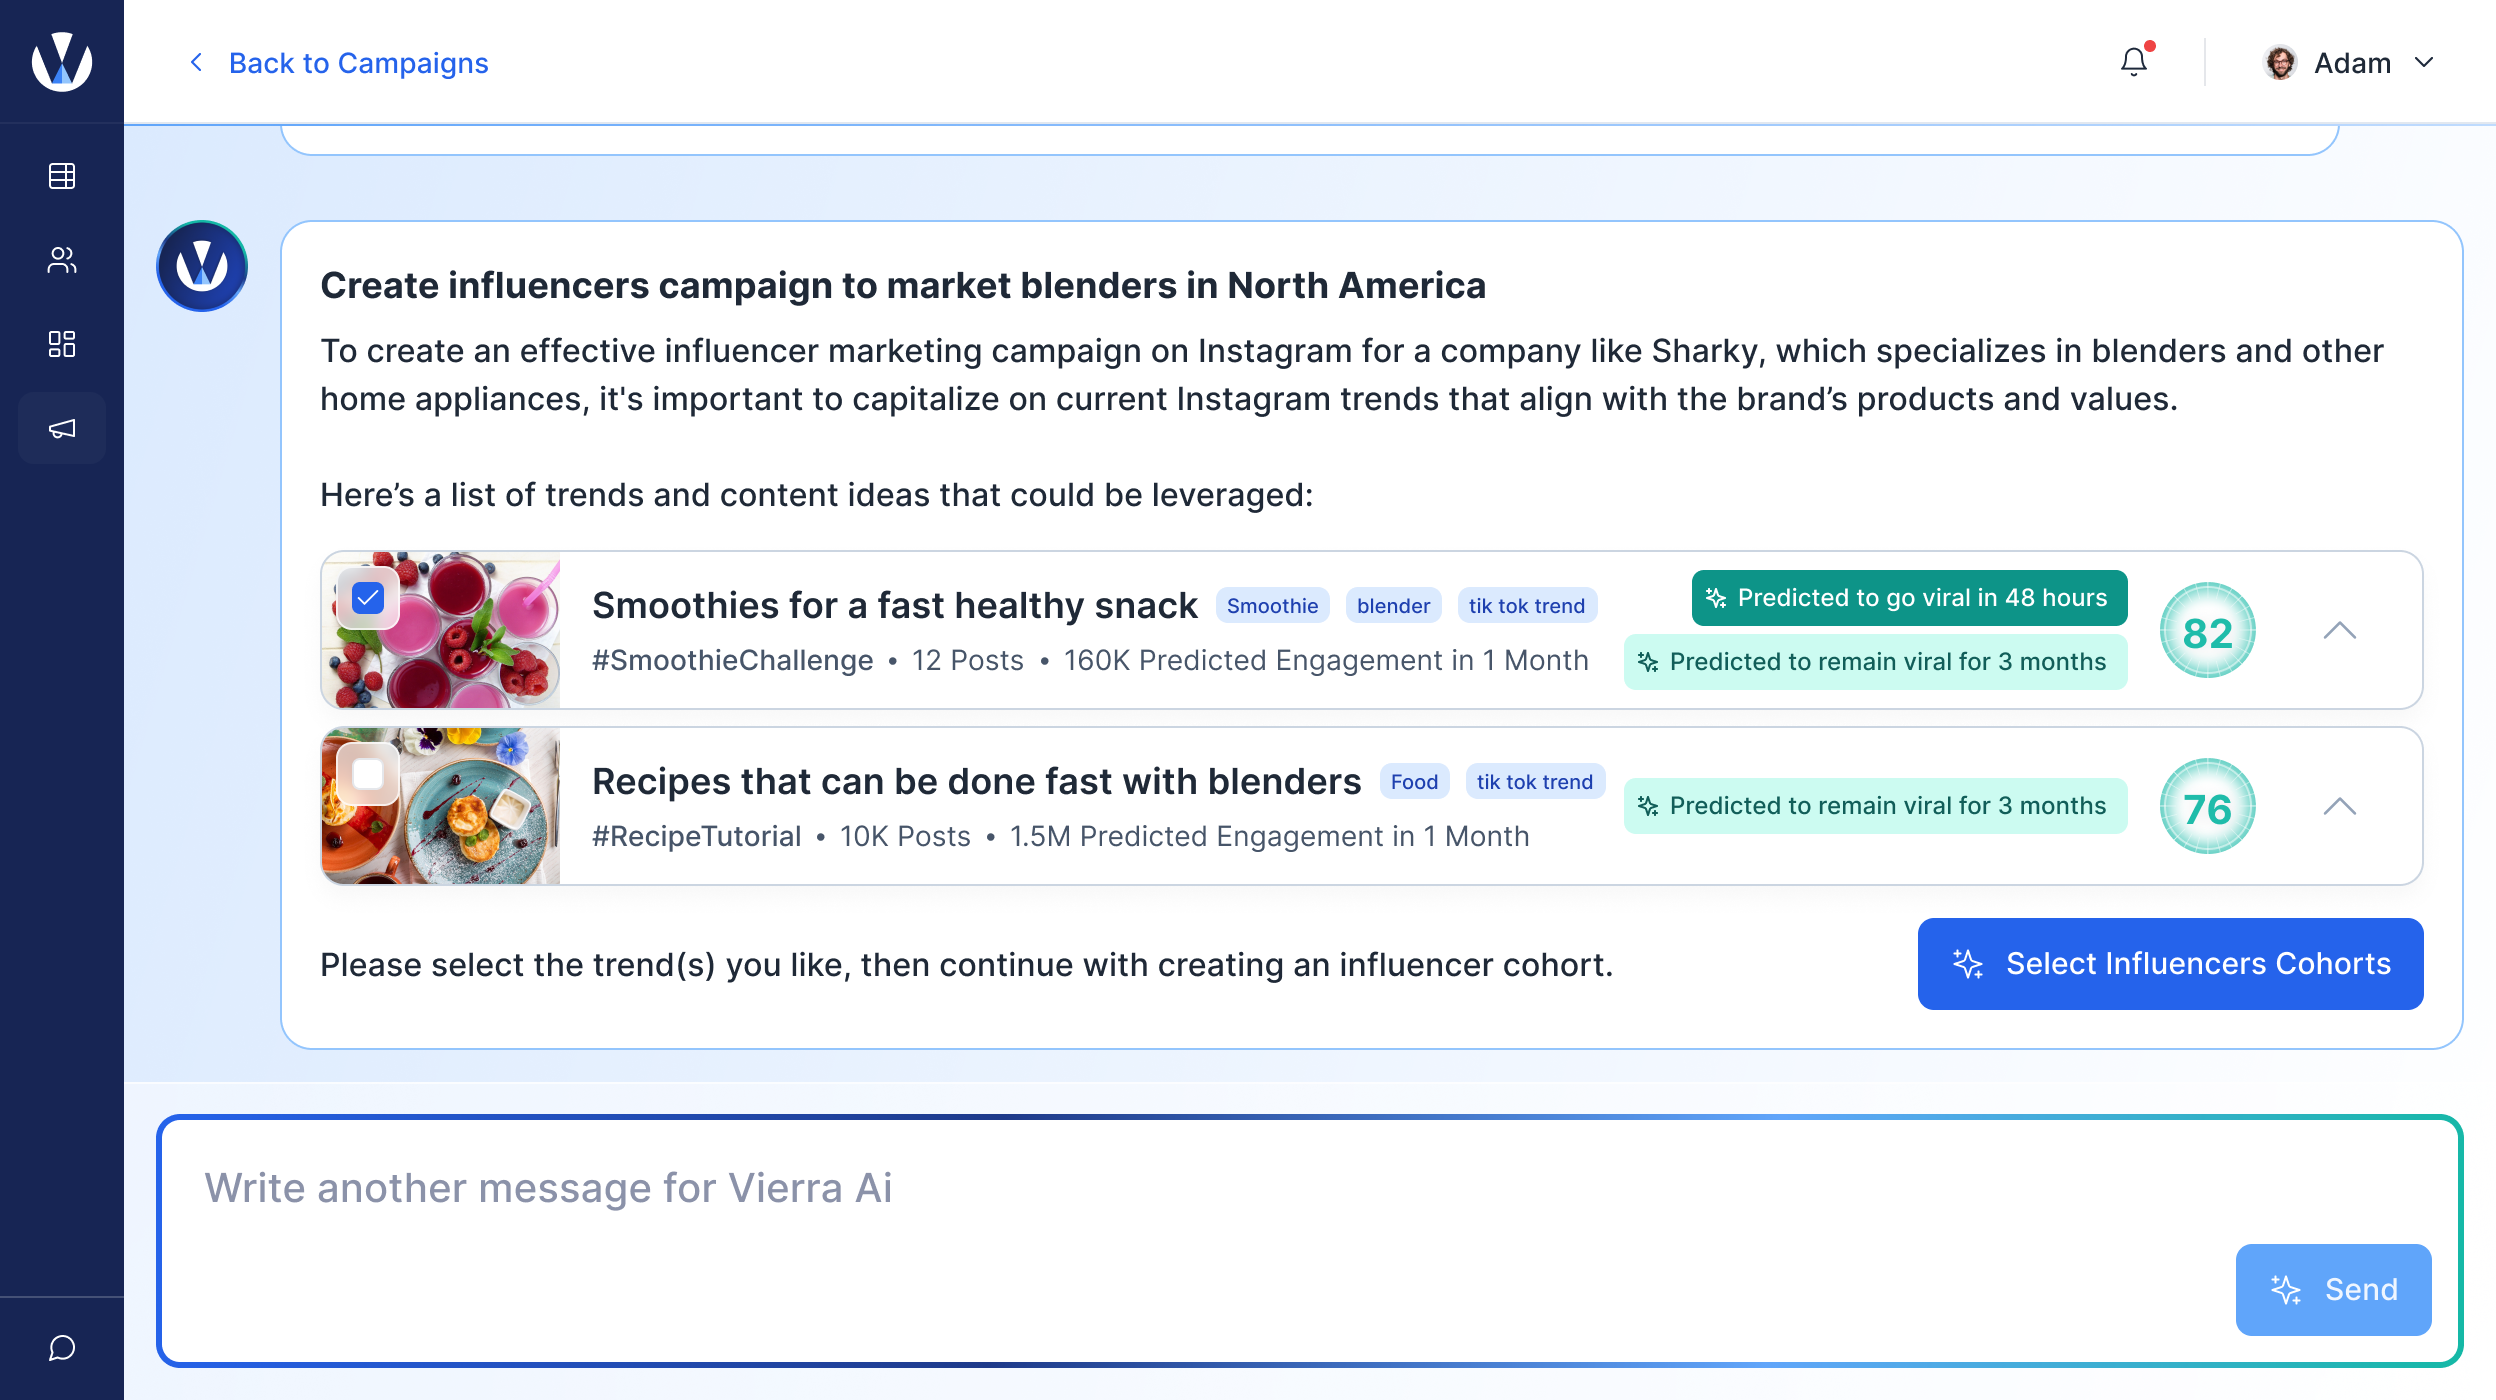 Back to Campaigns
Adam
Create influencers campaign to market blenders in North America
To create an effective influencer marketing campaign on Instagram for a company like Sharky, which specializes in blenders and other
home appliances, it's important to capitalize on current Instagram trends that align with the brand’s products and values.
Here’s a list of trends and content ideas that could be leveraged:
Smoothies for a fast healthy snack
Smoothie
blender
tik tok trend
#SmoothieChallenge • 12 Posts • 160K Predicted Engagement in 1 Month
Predicted to go viral in 48 hours
Predicted to remain viral for 3 months
82
Recipes that can be done fast with blenders
Food
tik tok trend
#RecipeTutorial • 10K Posts • 1.5M Predicted Engagement in 1 Month
Predicted to remain viral for 3 months
76
Please select the trend(s) you like, then continue with creating an influencer cohort.
Select Influencers Cohorts
Write another message for Vierra Ai
Send